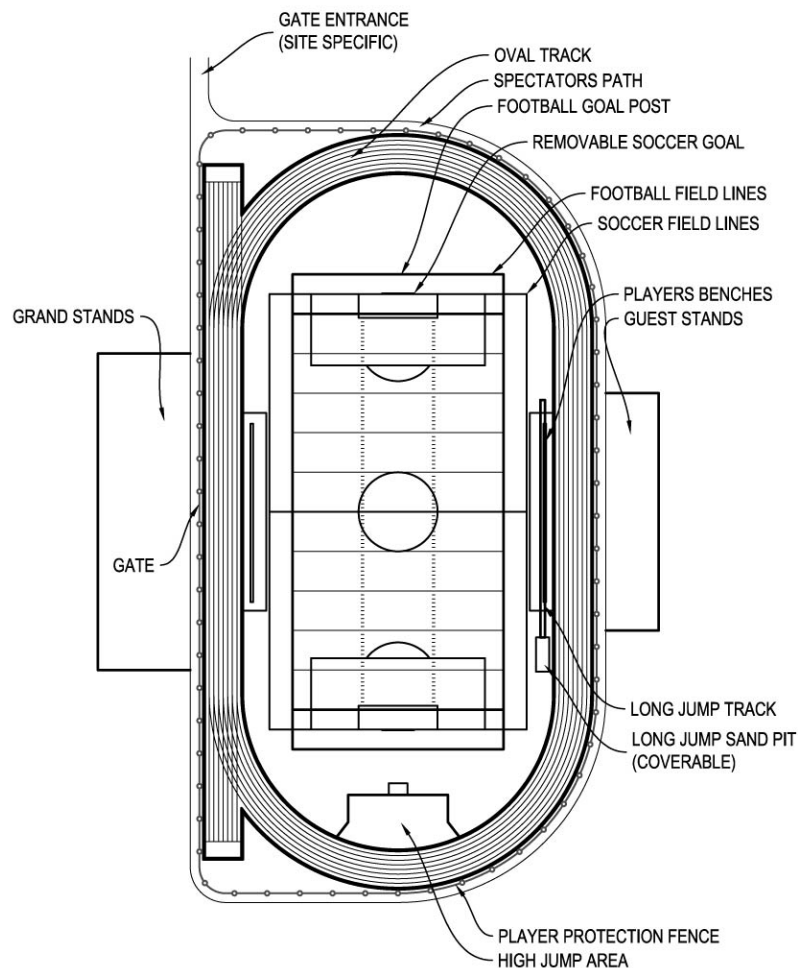 GATE ENTRANCE
(SITE SPECIFIC)
OVAL TRACK
SPECTATORS PATH
FOOTBALL GOAL POST
REMOVABLE SOCCER GOAL
FOOTBALL FIELD LINES
SOCCER FIELD LINES
PLAYERS BENCHES
GUEST STANDS
GRAND STANDS
GATE
LONG JUMP TRACK
LONG JUMP SAND PIT
(COVERABLE)
PLAYER PROTECTION FENCE
HIGH JUMP AREA